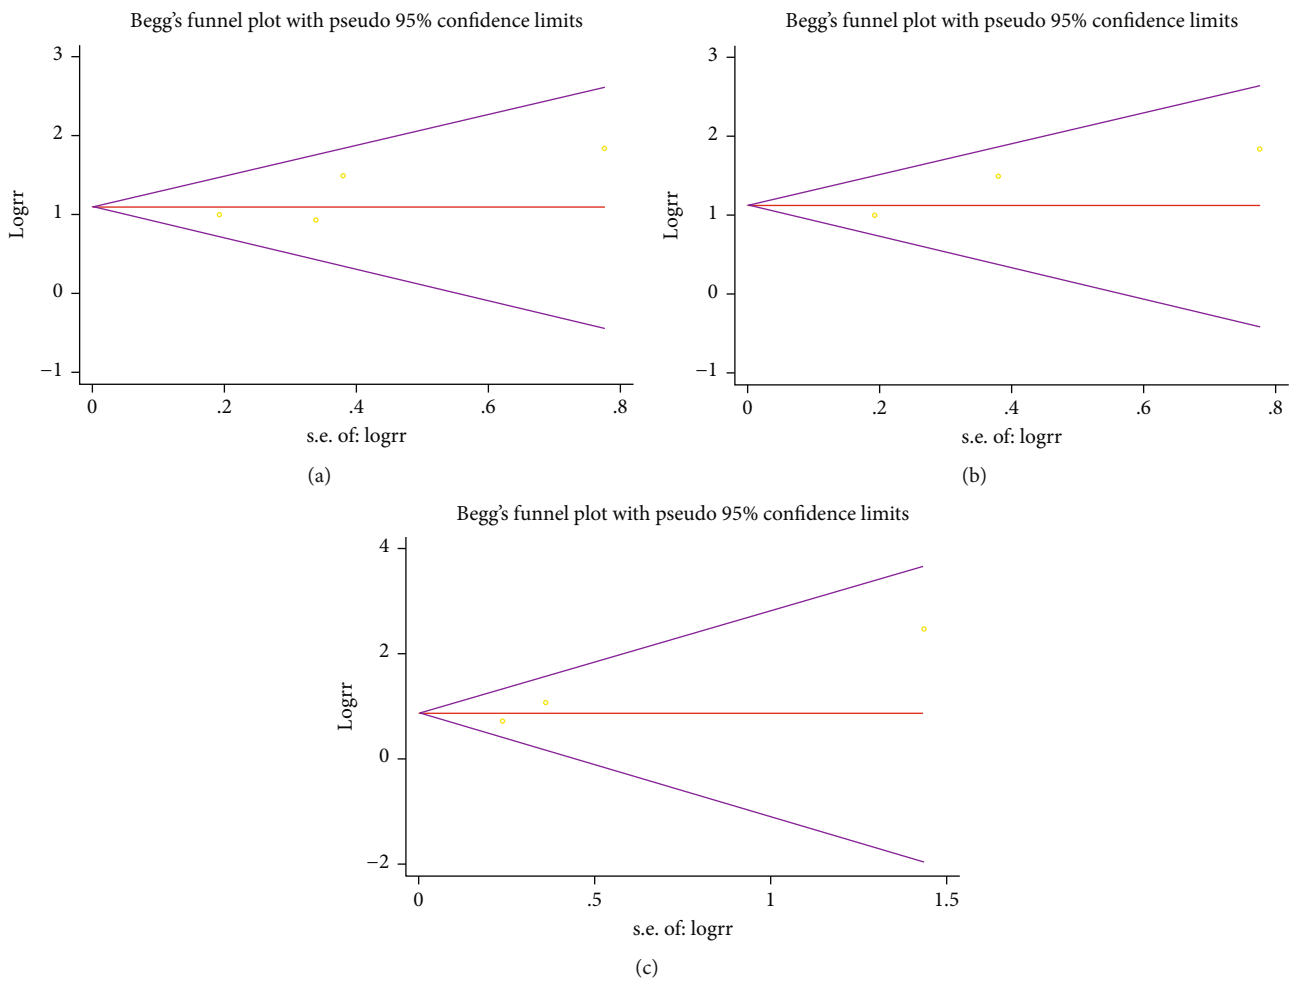 Begg's funnel plot with pseudo 95% confidence limits
3
2
1
0
−1
Logrr
0 .2 .4 .6 .8
s.e. of: logrr
(a)
Begg's funnel plot with pseudo 95% confidence limits
3
2
1
0
−1
Logrr
0 .2 .4 .6 .8
s.e. of: logrr
(b)
Begg's funnel plot with pseudo 95% confidence limits
4
2
0
−2
Logrr
0 .5 1 1.5
s.e. of: logrr
(c)